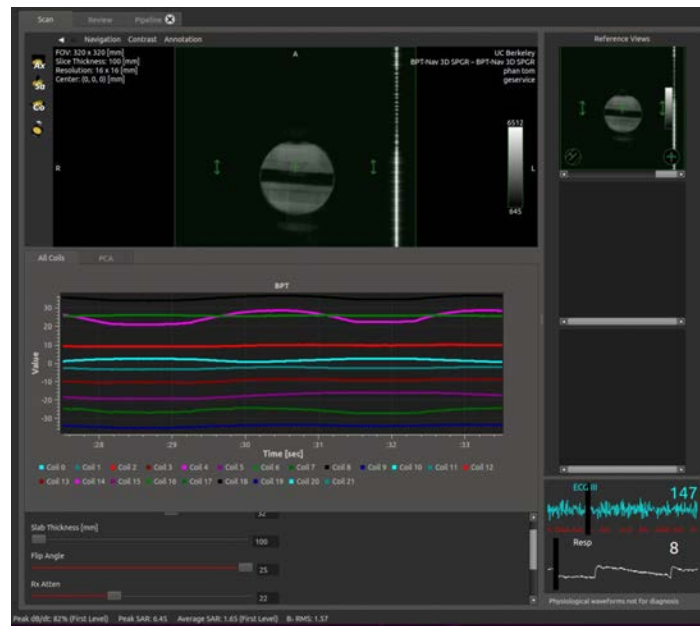 Scan Review Pipeline
Navigation Contrast Annotation
FOV: 320 x 320 [mm]
Slice Thickness: 100 [mm]
Resolution: 16 x 16 [mm]
Center: (0, 0, 0) [mm]
A
UC Berkeley
BPT-Nav 3D SPGR - BPT-Nav 3D SPGR
phan tom
geservice
R
L
6512
645
Ax
Sa
Co
Reference Views
All Coils PCA
BPT
Value
30
20
10
0
-10
-20
-30
:28 :29 :30 :31 :32 :33
Time [sec]
Coil 0 Coil 1 Coil 2 Coil 3 Coil 4 Coil 5 Coil 6 Coil 7 Coil 8 Coil 9 Coil 10 Coil 11 Coil 12
Coil 13 Coil 14 Coil 15 Coil 16 Coil 17 Coil 18 Coil 19 Coil 20 Coil 21
32
Slab Thickness [mm]
100
Flip Angle
25
Rx Atten
22
ECG III
147
Resp
8
Physiological waveforms not for diagnosis
Peak dB/dt: 82% (First Level) Peak SAR: 6.45 Average SAR: 1.65 (First Level) B₁ RMS: 1.57